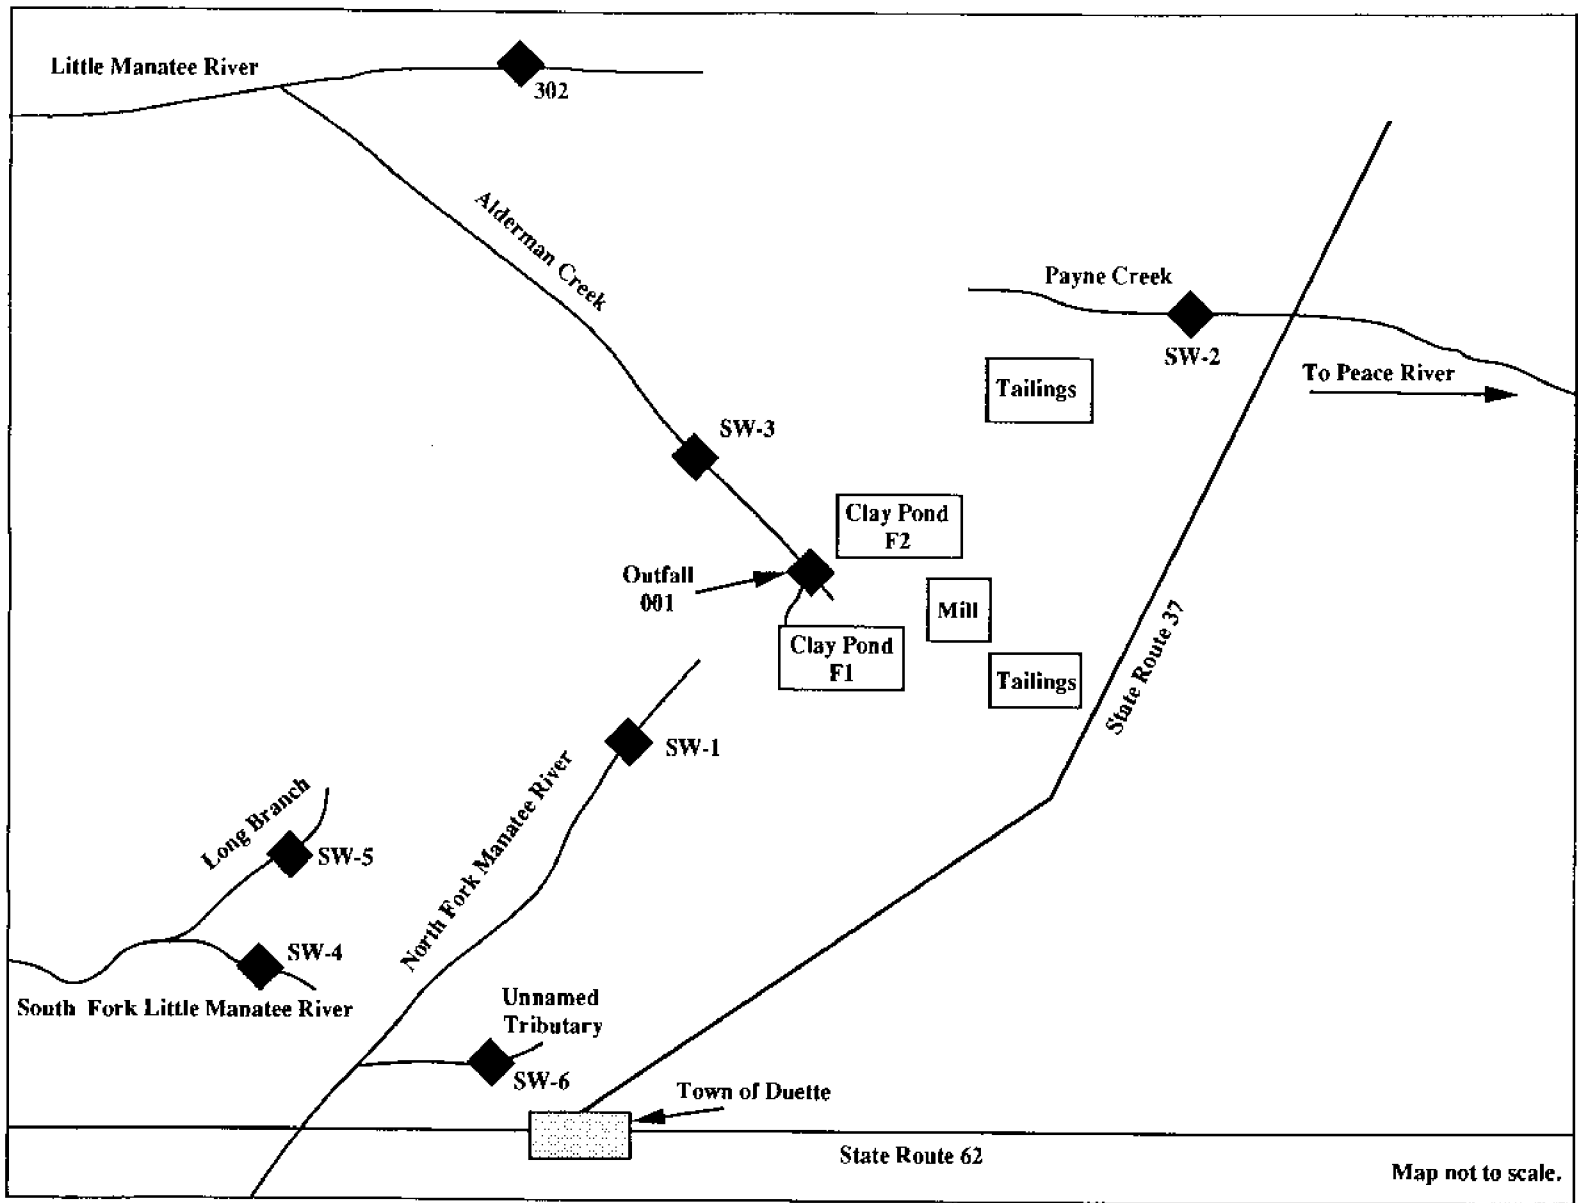 Little Manatee River
302
Alderman Creek
Payne Creek
SW-2
To Peace River
Tailings
SW-3
Clay Pond
F2
Outfall
001
Mill
Clay Pond
F1
Tailings
State Route 37
SW-1
North Fork Manatee River
Long Branch
SW-5
SW-4
South Fork Little Manatee River
Unnamed
Tributary
SW-6
Town of Duette
State Route 62
Map not to scale.